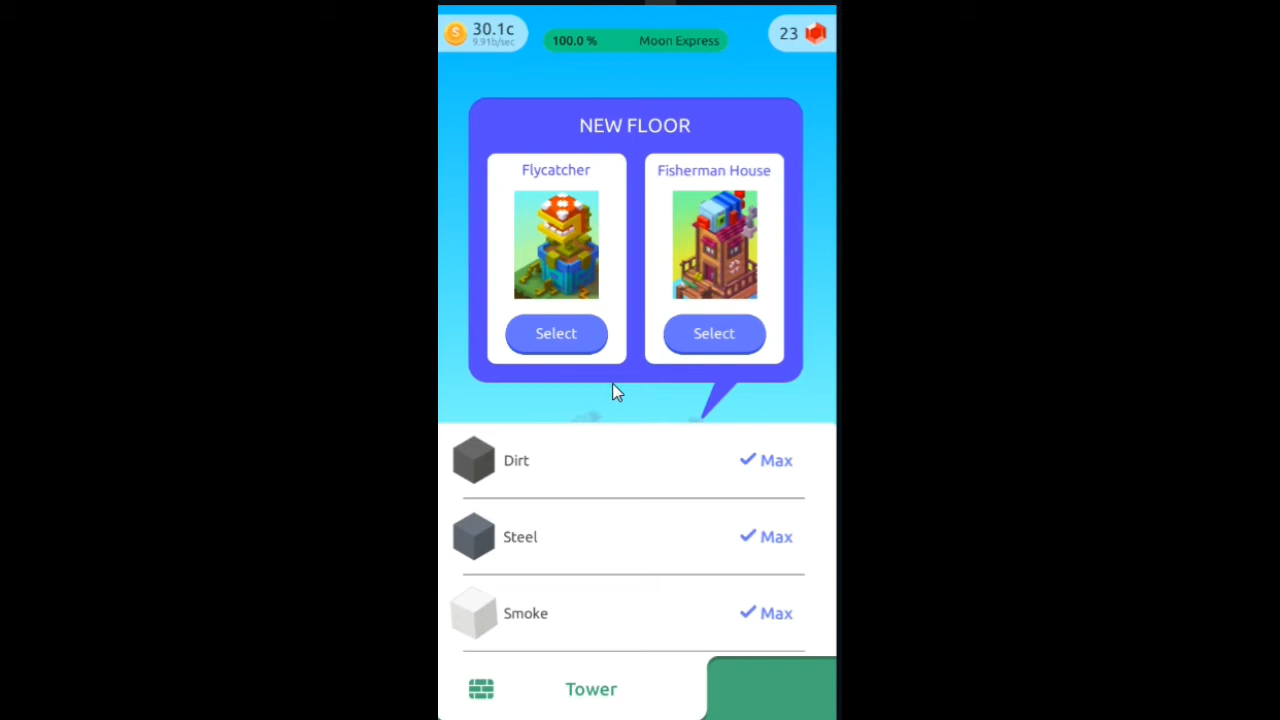 30.1c
9.91b/sec
100.0 % Moon Express
23
NEW FLOOR
Flycatcher
Fisherman House
Select
Select
Dirt
Max
Steel
Max
Smoke
Max
Tower